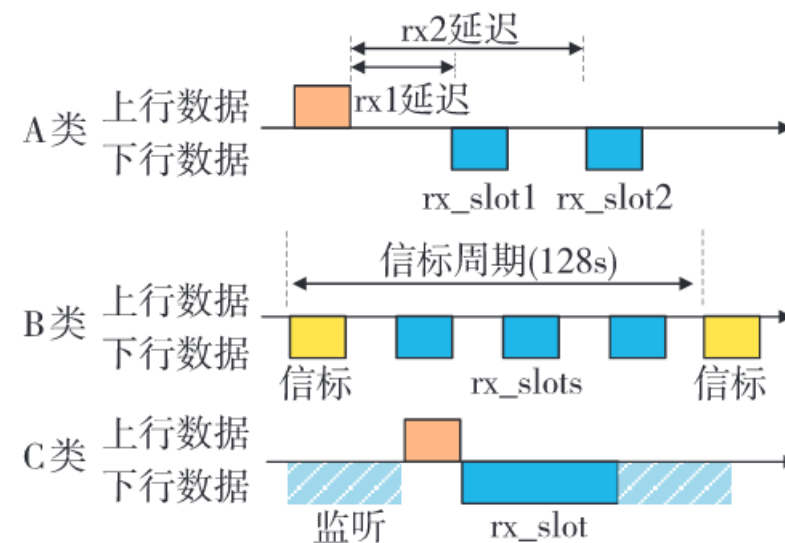 rx2延迟
rx1延迟
A类
上行数据
下行数据
rx_slot1 rx_slot2
信标周期(128s)
B类
上行数据
下行数据
信标
rx_slots
信标
C类
上行数据
下行数据
监听
rx_slot